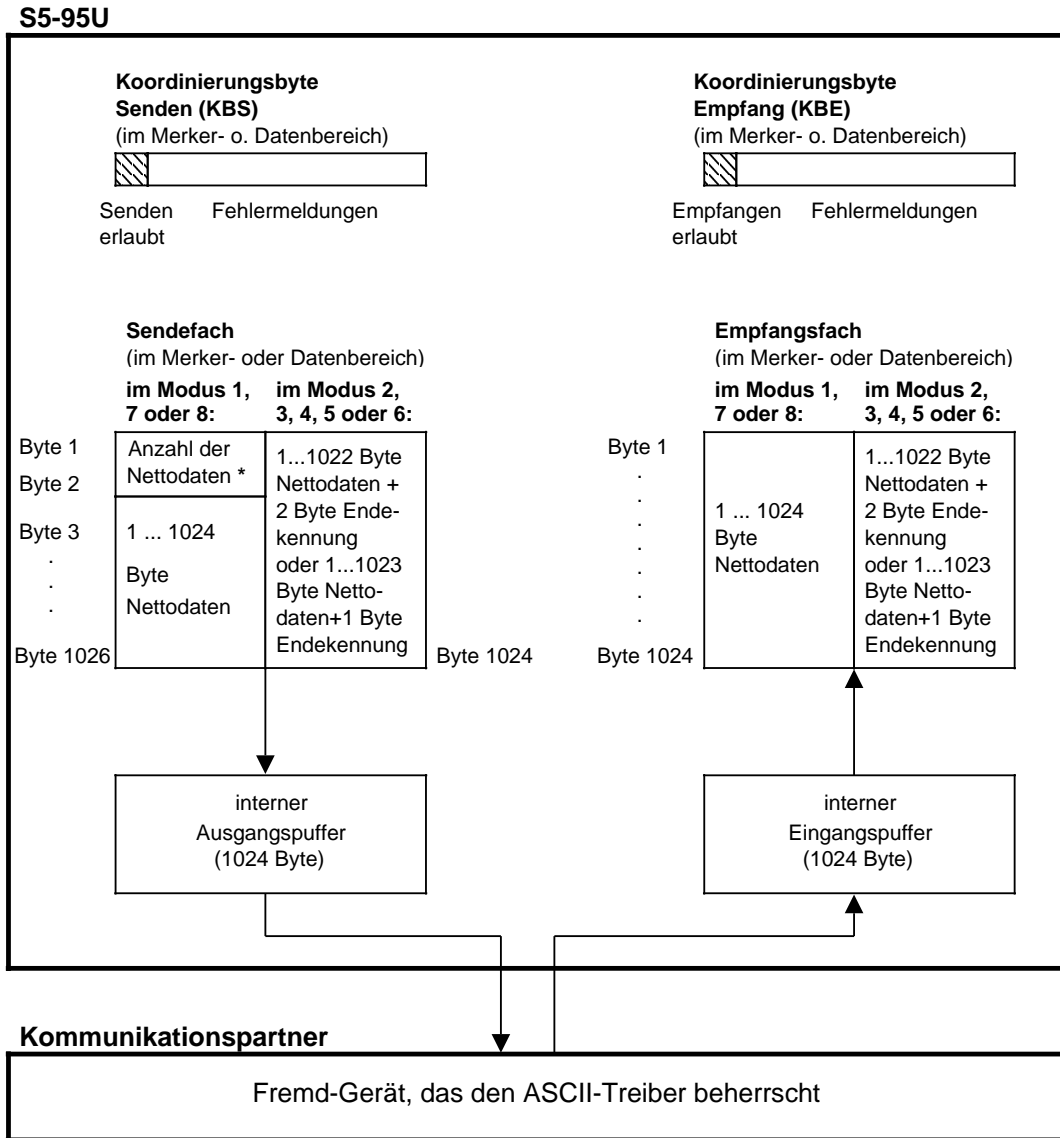 S5-95U
Koordinierungsbyte
Senden (KBS)
(im Merker- o. Datenbereich)
Senden
erlaubt
Fehlermeldungen
Koordinierungsbyte
Empfang (KBE)
(im Merker- o. Datenbereich)
Empfangen
erlaubt
Fehlermeldungen
Sendefach
(im Merker- oder Datenbereich)
im Modus 1,
7 oder 8:
im Modus 2,
3, 4, 5 oder 6:
Byte 1
Byte 2
Byte 3
.
.
.
Byte 1026
Anzahl der
Nettodaten *
1 ... 1024
Byte
Nettodaten
1...1022 Byte
Nettodaten +
2 Byte Ende-
kennung
oder 1...1023
Byte Netto-
daten+1 Byte
Endekennung
Byte 1024
Empfangsfach
(im Merker- oder Datenbereich)
im Modus 1,
7 oder 8:
im Modus 2,
3, 4, 5 oder 6:
Byte 1
.
.
.
.
.
.
.
Byte 1024
1 ... 1024
Byte
Nettodaten
1...1022 Byte
Nettodaten +
2 Byte Ende-
kennung
oder 1...1023
Byte Netto-
daten+1 Byte
Endekennung
interner
Ausgangspuffer
(1024 Byte)
interner
Eingangspuffer
(1024 Byte)
Kommunikationspartner
Fremd-Gerät, das den ASCII-Treiber beherrscht